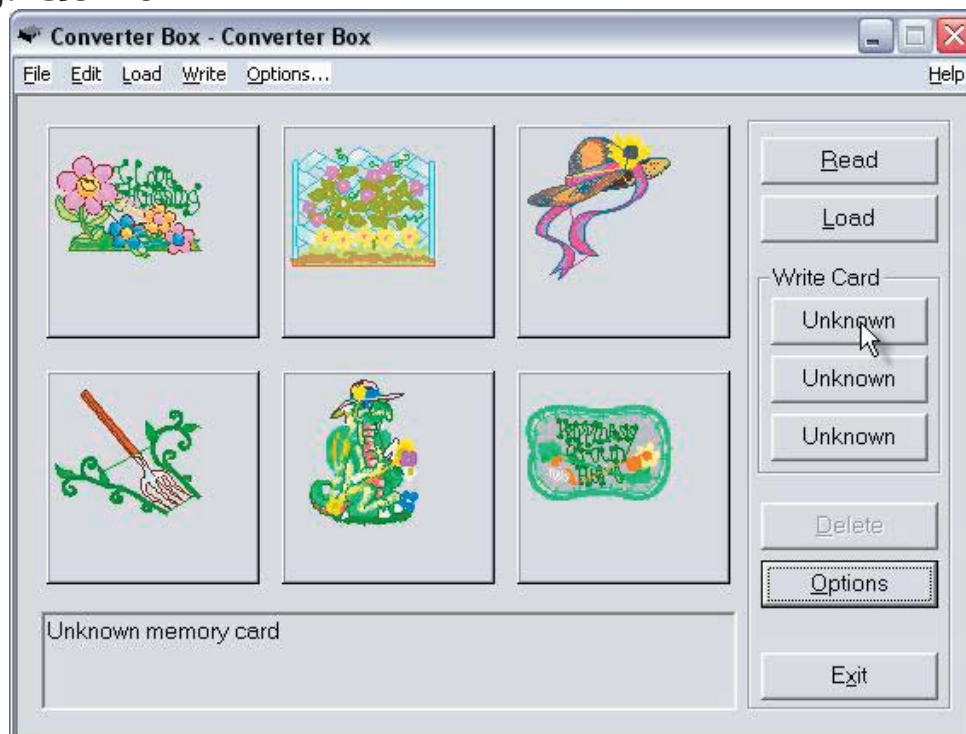 Converter Box - Converter Box
File Edit Load Write Options... Help
Read
Load
Write Card
Unknown
Unknown
Unknown
Happiness
Delete
Options
Unknown memory card
Exit